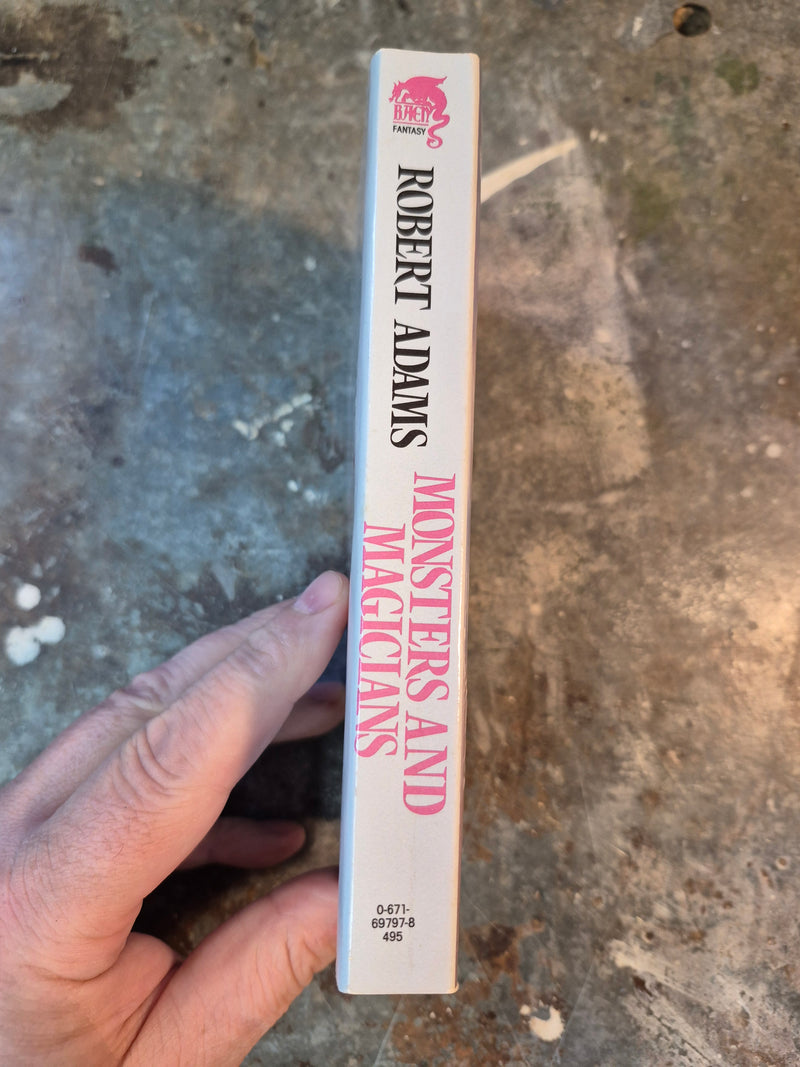 BAEN
FANTASY
ROBERT ADAMS
MONSTERS AND
MAGICIANS
0-671-
69797-8
495